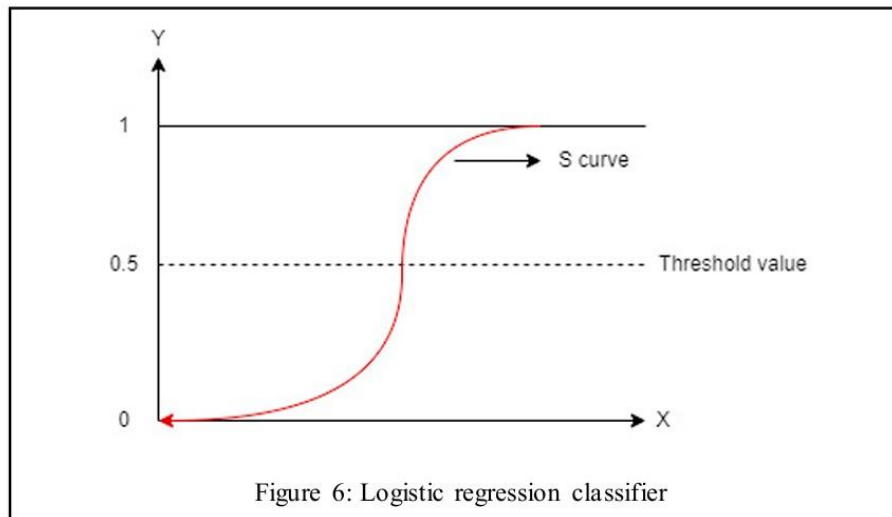 Y
1
S curve
0.5
Threshold value
0
X
Figure 6: Logistic regression classifier